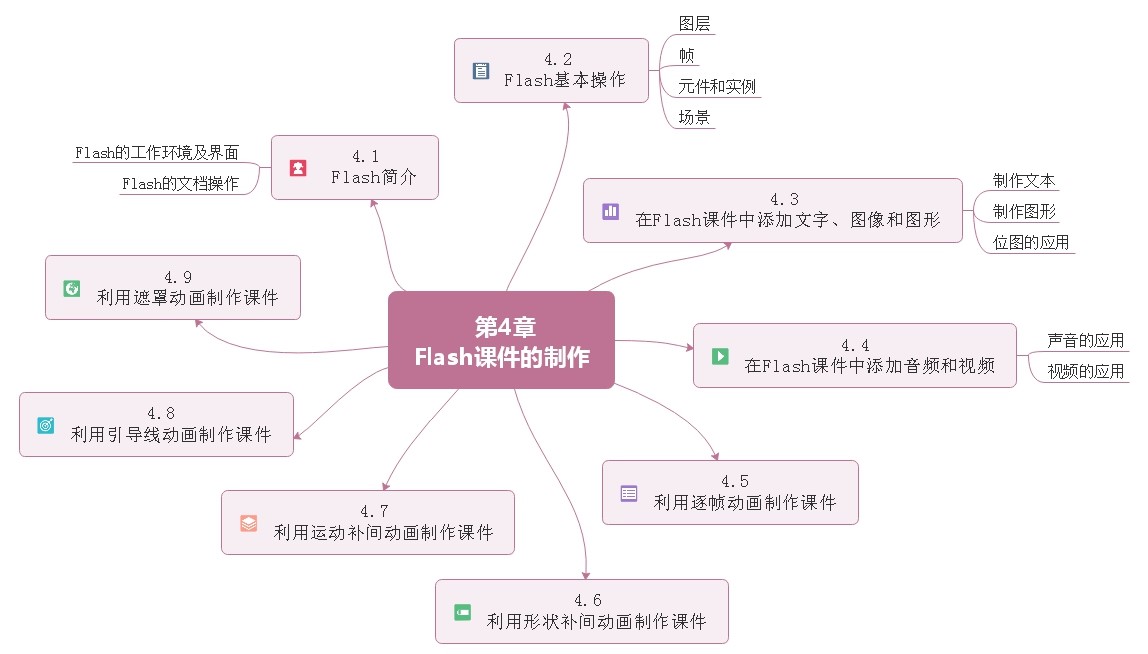 第4章
Flash课件的制作
4.1
Flash简介
Flash的工作环境及界面
Flash的文档操作
4.2
Flash基本操作
图层
帧
元件和实例
场景
4.3
在Flash课件中添加文字、图像和图形
制作文本
制作图形
位图的应用
4.4
在Flash课件中添加音频和视频
声音的应用
视频的应用
4.5
利用逐帧动画制作课件
4.6
利用形状补间动画制作课件
4.7
利用运动补间动画制作课件
4.8
利用引导线动画制作课件
4.9
利用遮罩动画制作课件